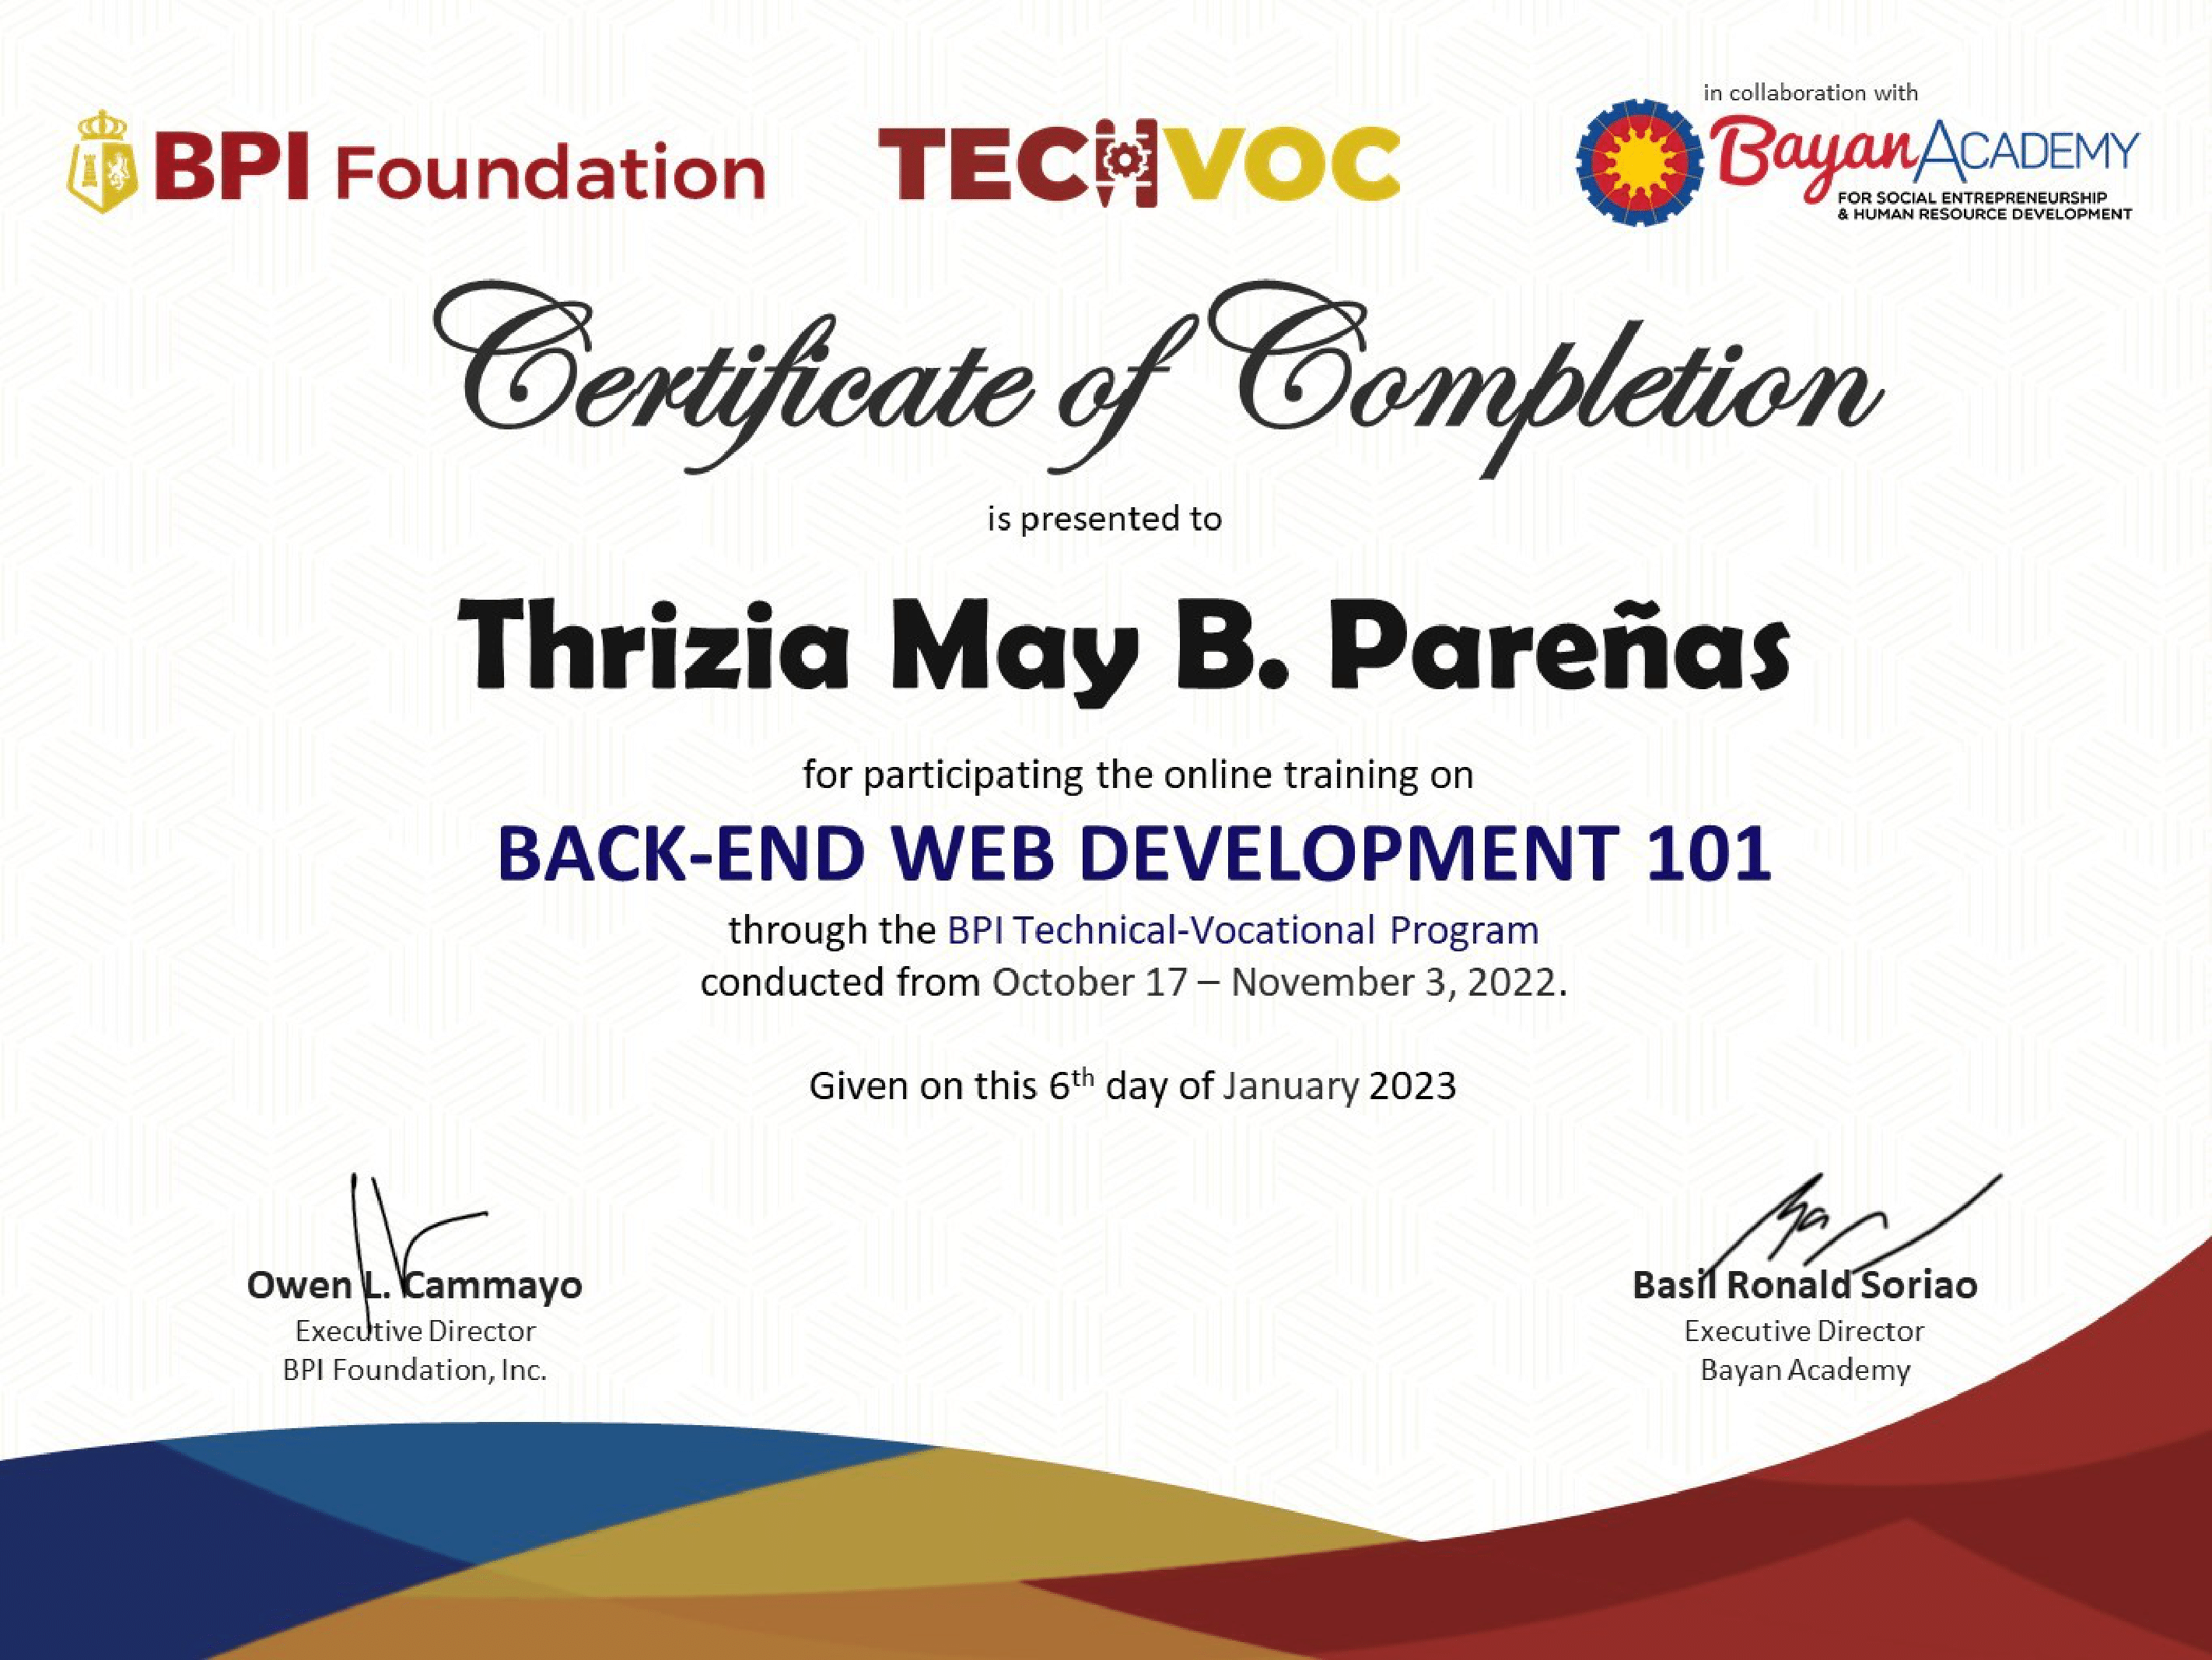 BPI Foundation
TECHVOC
in collaboration with
Bayan ACADEMY
FOR SOCIAL ENTREPRENEURSHIP
& HUMAN RESOURCE DEVELOPMENT
Certificate of Completion
is presented to
Thrizia May B. Pareñas
for participating the online training on
BACK-END WEB DEVELOPMENT 101
through the BPI Technical-Vocational Program
conducted from October 17 – November 3, 2022.
Given on this 6th day of January 2023
Owen L. Cammayo
Executive Director
BPI Foundation, Inc.
Basil Ronald Soriao
Executive Director
Bayan Academy